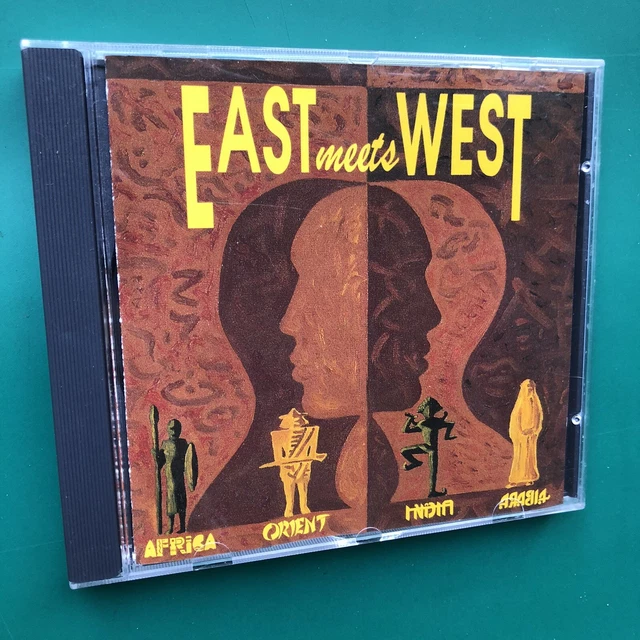 EAST meets WEST
AFRICA ORIENT INDIA ARABIA